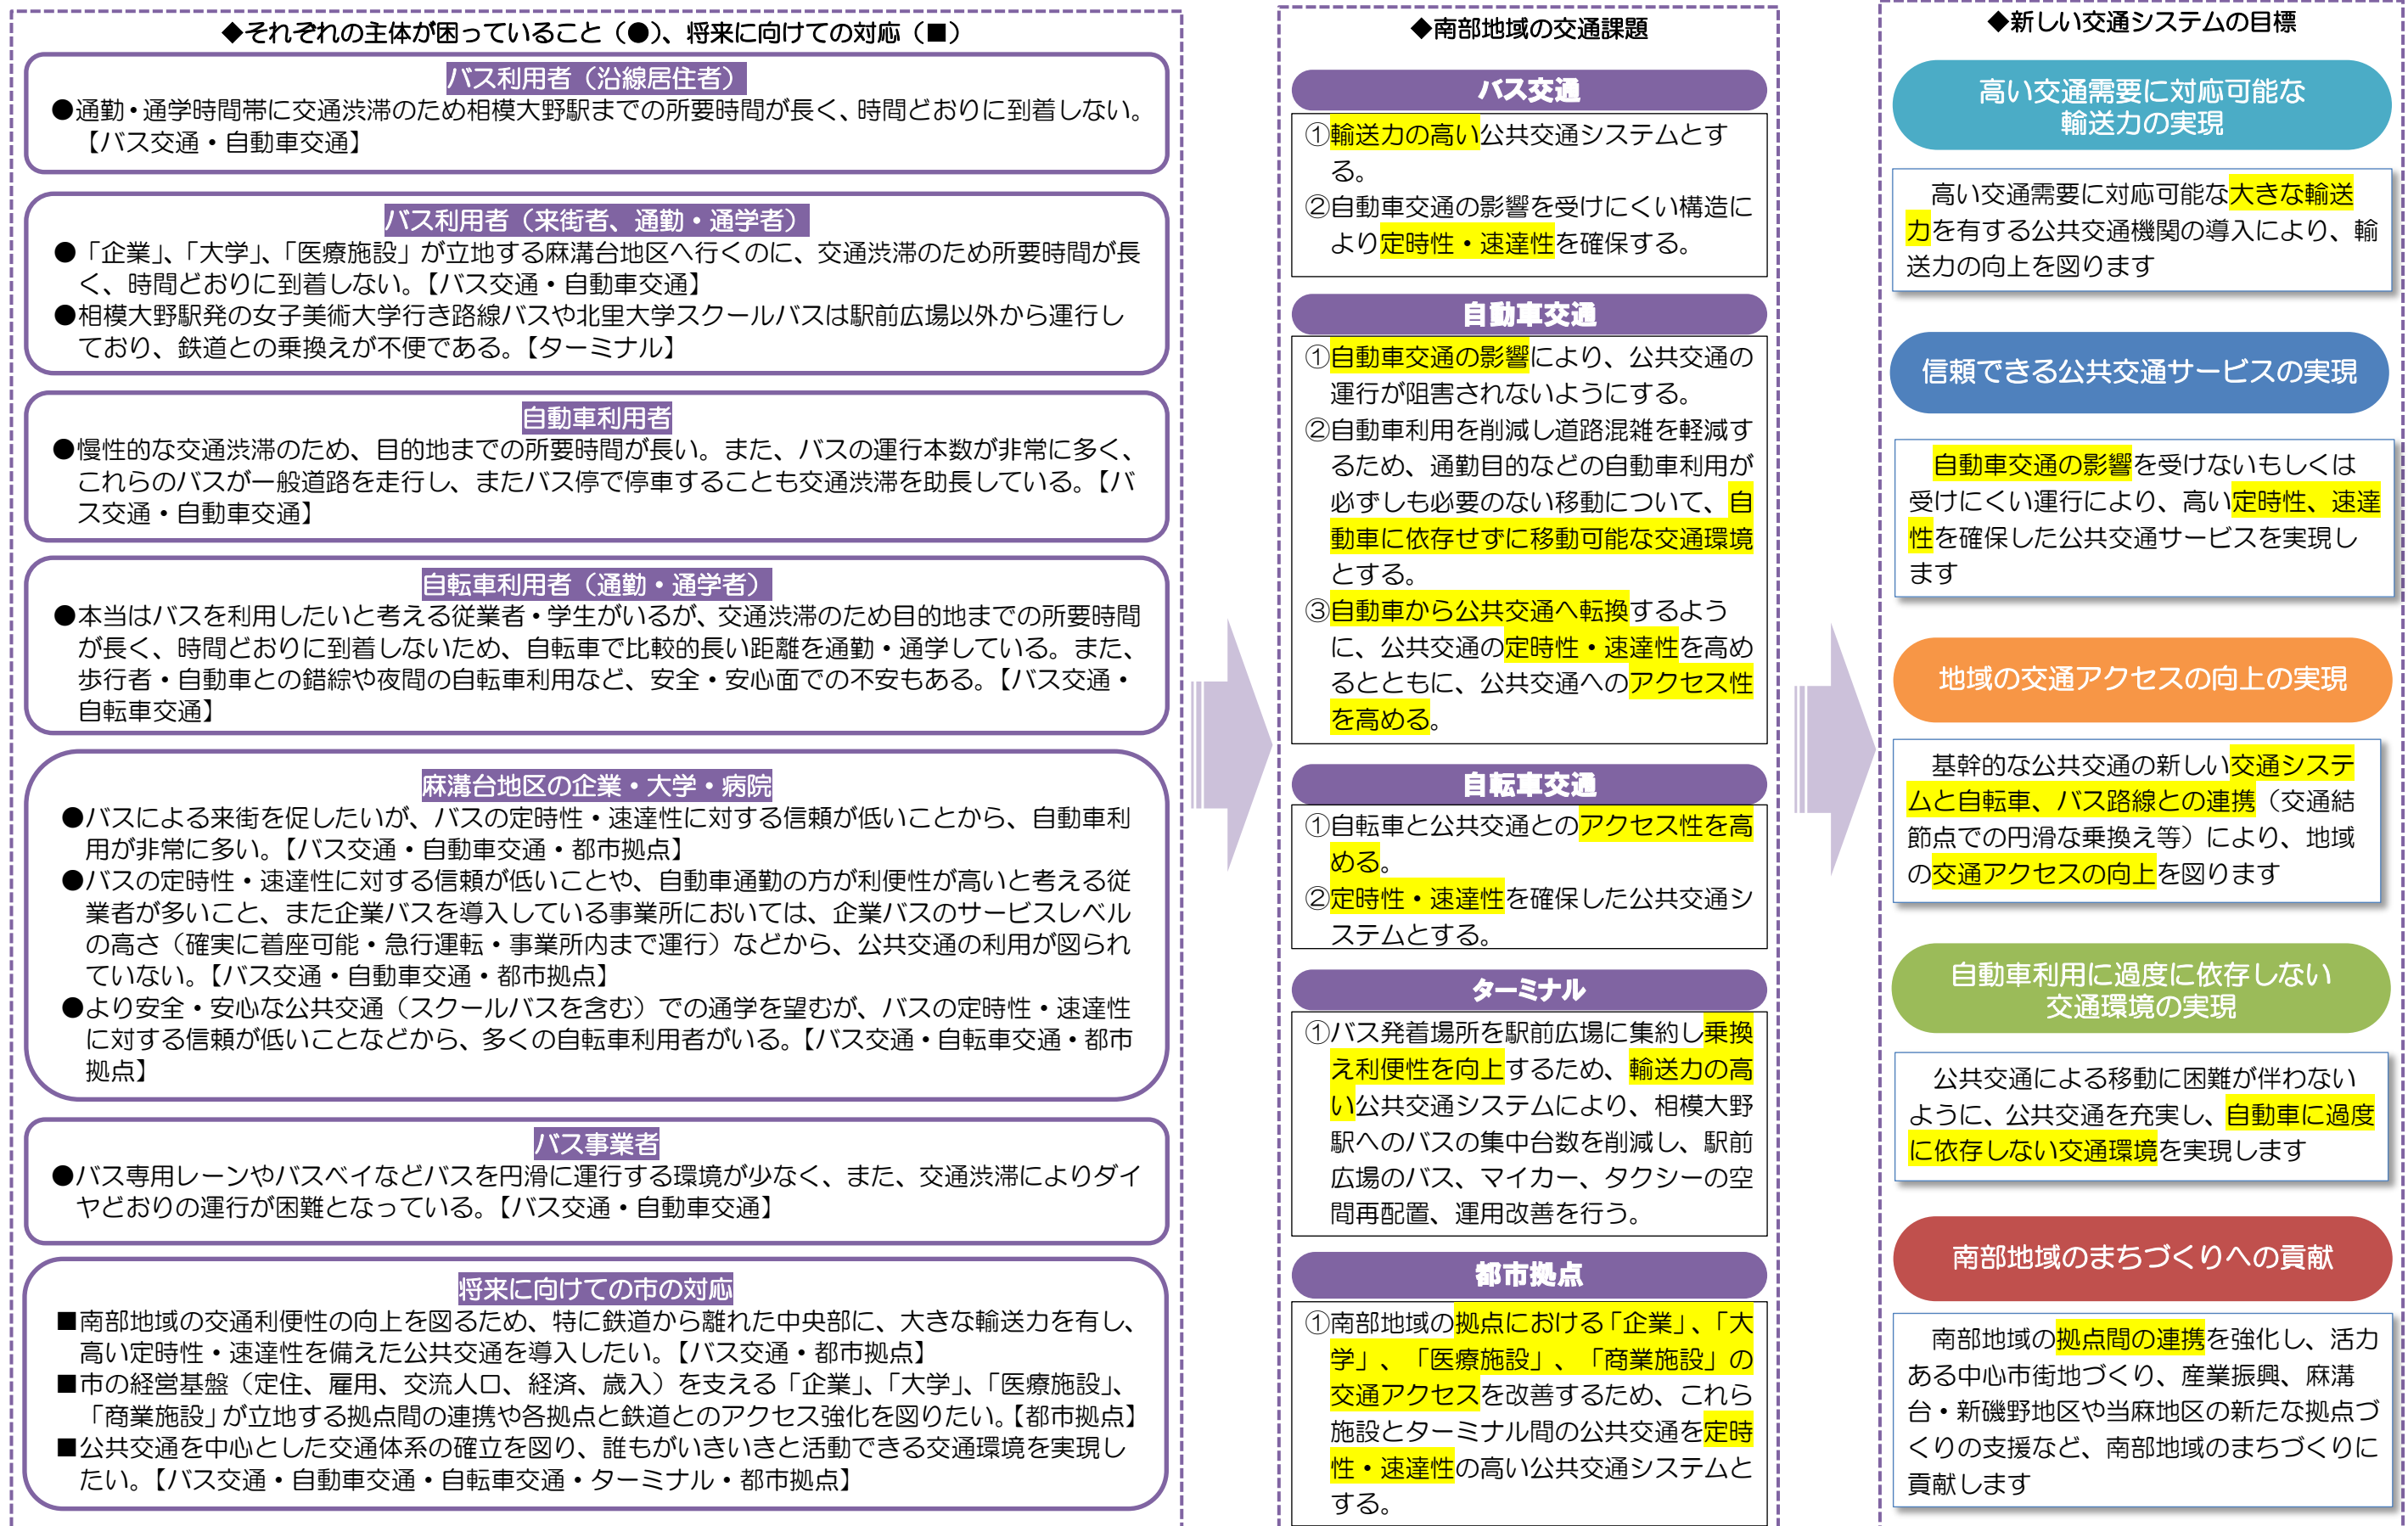 ◆それぞれの主体が困っていること（●）、将来に向けての対応（■）
バス利用者（沿線居住者）
●通勤・通学時間帯に交通渋滞のため相模大野駅までの所要時間が長く、時間どおりに到着しない。
【バス交通・自動車交通】
バス利用者（来街者、通勤・通学者）
●「企業」、「大学」、「医療施設」が立地する麻溝台地区へ行くのに、交通渋滞のため所要時間が長
く、時間どおりに到着しない。【バス交通・自動車交通】
●相模大野駅発の女子美術大学行き路線バスや北里大学スクールバスは駅前広場以外から運行し
ており、鉄道との乗換えが不便である。【ターミナル】
自動車利用者
●慢性的な交通渋滞のため、目的地までの所要時間が長い。また、バスの運行本数が非常に多く、
これらのバスが一般道路を走行し、またバス停で停車することも交通渋滞を助長している。【バ
ス交通・自動車交通】
自転車利用者（通勤・通学者）
●本当はバスを利用したいと考える従業者・学生がいるが、交通渋滞のため目的地までの所要時間
が長く、時間どおりに到着しないため、自転車で比較的長い距離を通勤・通学している。また、
歩行者・自動車との錯綜や夜間の自転車利用など、安全・安心面での不安もある。【バス交通・
自転車交通】
麻溝台地区の企業・大学・病院
●バスによる来街を促したいが、バスの定時性・速達性に対する信頼が低いことから、自動車利
用が非常に多い。【バス交通・自動車交通・都市拠点】
●バスの定時性・速達性に対する信頼が低いことや、自動車通勤の方が利便性が高いと考える従
業者が多いこと、また企業バスを導入している事業所においては、企業バスのサービスレベル
の高さ（確実に着座可能・急行運転・事業所内まで運行）などから、公共交通の利用が図られ
ていない。【バス交通・自動車交通・都市拠点】
●より安全・安心な公共交通（スクールバスを含む）での通学を望むが、バスの定時性・速達性
に対する信頼が低いことなどから、多くの自転車利用者がいる。【バス交通・自転車交通・都市
拠点】
バス事業者
●バス専用レーンやバスベイなどバスを円滑に運行する環境が少なく、また、交通渋滞によりダイ
ヤどおりの運行が困難となっている。【バス交通・自動車交通】
将来に向けての市の対応
■南部地域の交通利便性の向上を図るため、特に鉄道から離れた中央部に、大きな輸送力を有し、
高い定時性・速達性を備えた公共交通を導入したい。【バス交通・都市拠点】
■市の経営基盤（定住、雇用、交流人口、経済、歳入）を支える「企業」、「大学」、「医療施設」、
「商業施設」が立地する拠点間の連携や各拠点と鉄道とのアクセス強化を図りたい。【都市拠点】
■公共交通を中心とした交通体系の確立を図り、誰もがいきいきと活動できる交通環境を実現し
たい。【バス交通・自動車交通・自転車交通・ターミナル・都市拠点】
◆南部地域の交通課題
バス交通
①輸送力の高い公共交通システムとす
る。
②自動車交通の影響を受けにくい構造に
より定時性・速達性を確保する。
自動車交通
①自動車交通の影響により、公共交通の
運行が阻害されないようにする。
②自動車利用を削減し道路混雑を軽減す
るため、通勤目的などの自動車利用が
必ずしも必要のない移動について、自
動車に依存せずに移動可能な交通環境
とする。
③自動車から公共交通へ転換するよう
に、公共交通の定時性・速達性を高め
るとともに、公共交通へのアクセス性
を高める。
自転車交通
①自転車と公共交通とのアクセス性を高
める。
②定時性・速達性を確保した公共交通シ
ステムとする。
ターミナル
①バス発着場所を駅前広場に集約し乗換
え利便性を向上するため、輸送力の高
い公共交通システムにより、相模大野
駅へのバスの集中台数を削減し、駅前
広場のバス、マイカー、タクシーの空
間再配置、運用改善を行う。
都市拠点
①南部地域の拠点における「企業」、「大
学」、「医療施設」、「商業施設」の
交通アクセスを改善するため、これら
施設とターミナル間の公共交通を定時
性・速達性の高い公共交通システムと
する。
◆新しい交通システムの目標
高い交通需要に対応可能な
輸送力の実現
高い交通需要に対応可能な大きな輸送
力を有する公共交通機関の導入により、輸
送力の向上を図ります
信頼できる公共交通サービスの実現
自動車交通の影響を受けないもしくは
受けにくい運行により、高い定時性、速達
性を確保した公共交通サービスを実現し
ます
地域の交通アクセスの向上の実現
基幹的な公共交通の新しい交通システ
ムと自転車、バス路線との連携（交通結
節点での円滑な乗換え等）により、地域
の交通アクセスの向上を図ります
自動車利用に過度に依存しない
交通環境の実現
公共交通による移動に困難が伴わない
ように、公共交通を充実し、自動車に過度
に依存しない交通環境を実現します
南部地域のまちづくりへの貢献
南部地域の拠点間の連携を強化し、活力
ある中心市街地づくり、産業振興、麻溝
台・新磯野地区や当麻地区の新たな拠点づ
くりの支援など、南部地域のまちづくりに
貢献します